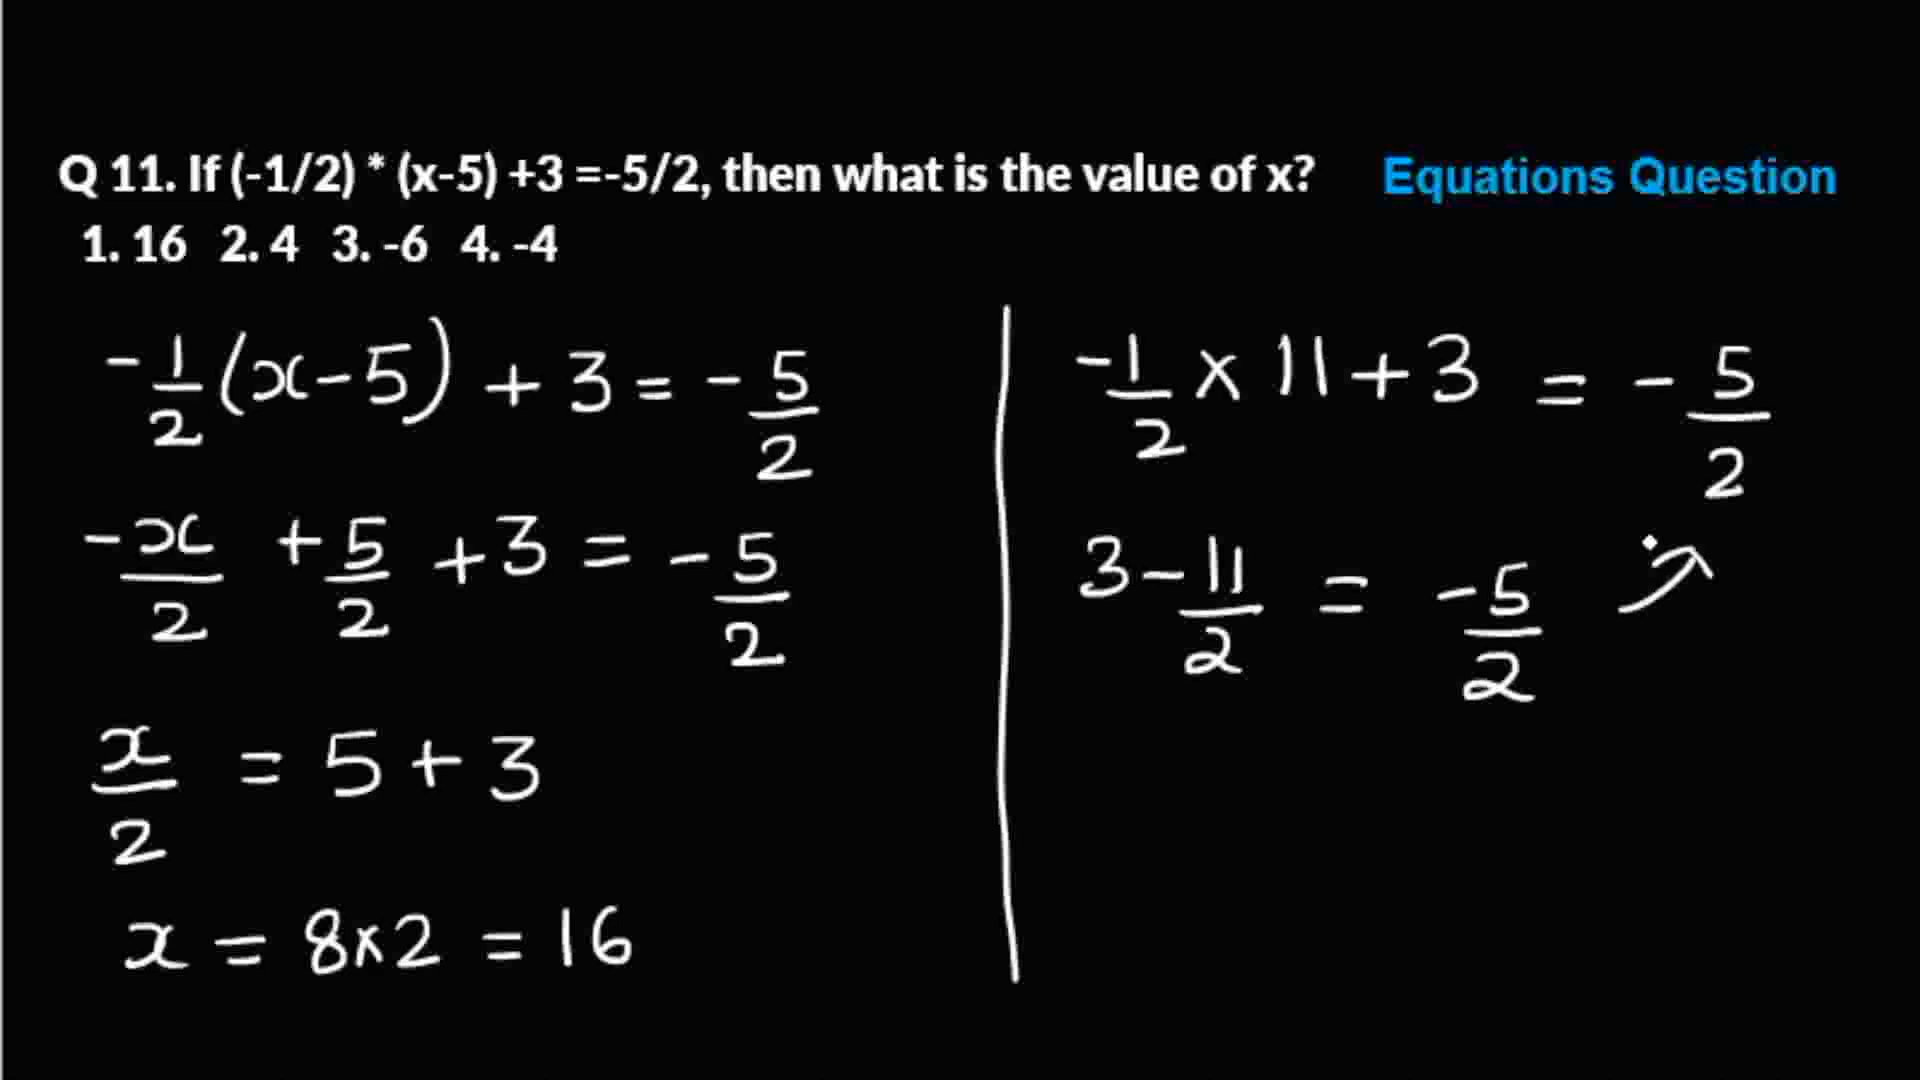 Q 11. If (-1/2) * (x-5) +3 =-5/2, then what is the value of x? Equations Question
1. 16 2. 4 3. -6 4. -4
-1/2 (x-5) + 3 = -5/2
-x/2 + 5/2 + 3 = -5/2
x/2 = 5 + 3
x = 8x2 = 16
-1/2 x 11 + 3 = -5/2
3 - 11/2 = -5/2